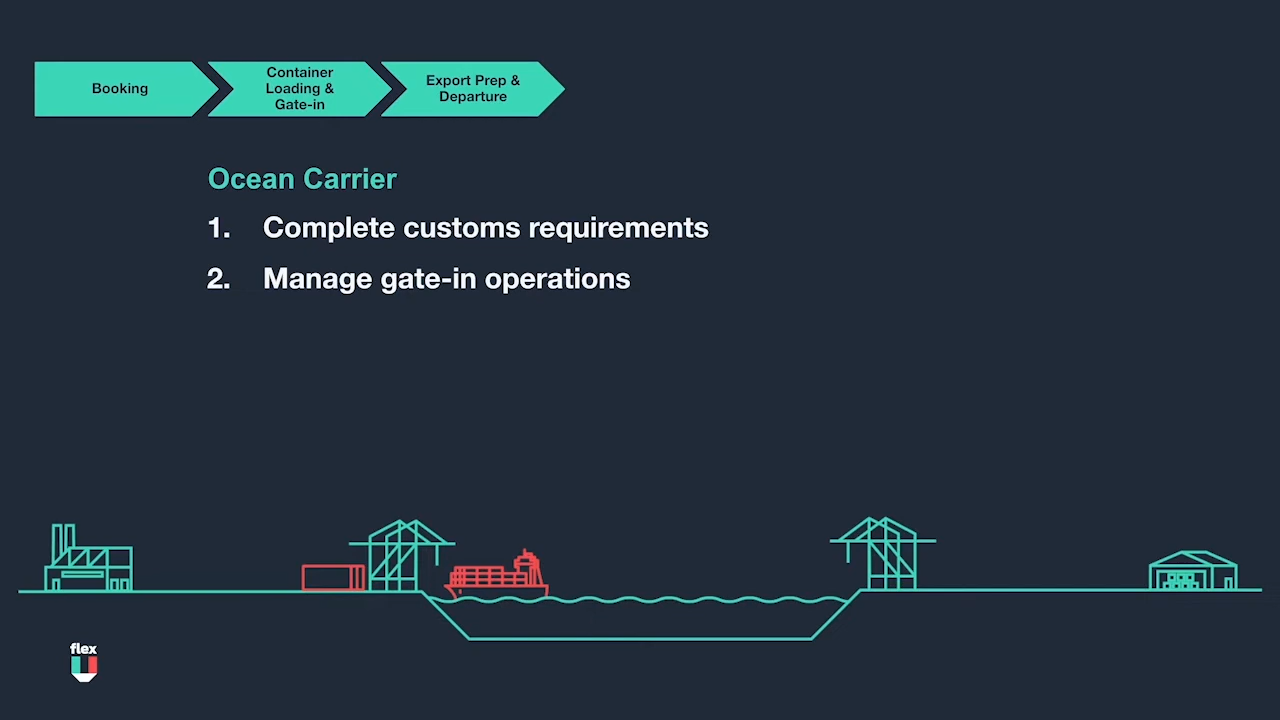 Booking
Container
Loading &
Gate-in
Export Prep &
Departure
Ocean Carrier
1. Complete customs requirements
2. Manage gate-in operations
flex